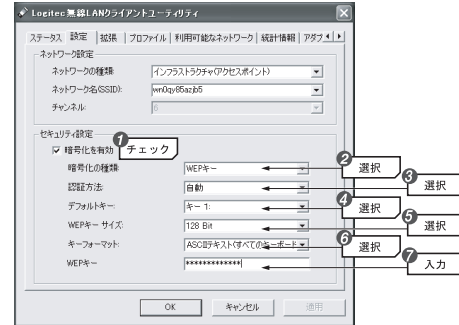 Logitec 無線LANクライアントユーティリティ
ステータス 設定 拡張 プロファイル 利用可能なネットワーク 統計情報 アダプ
ネットワーク設定
ネットワークの種類: インフラストラクチャ(アクセスポイント)
ネットワーク名(SSID): wn0qy85azjb5
チャンネル: 6
セキュリティ設定
1 チェック
暗号化を有効
暗号化の種類: WEPキー 2 選択
認証方法: 自動 3 選択
デフォルトキー: キー 1: 4 選択
WEPキー サイズ: 128 Bit 5 選択
キーフォーマット: ASCIIテキスト(すべてのキーボード 6 選択
WEPキー: ************* 7 入力
OK キャンセル 適用